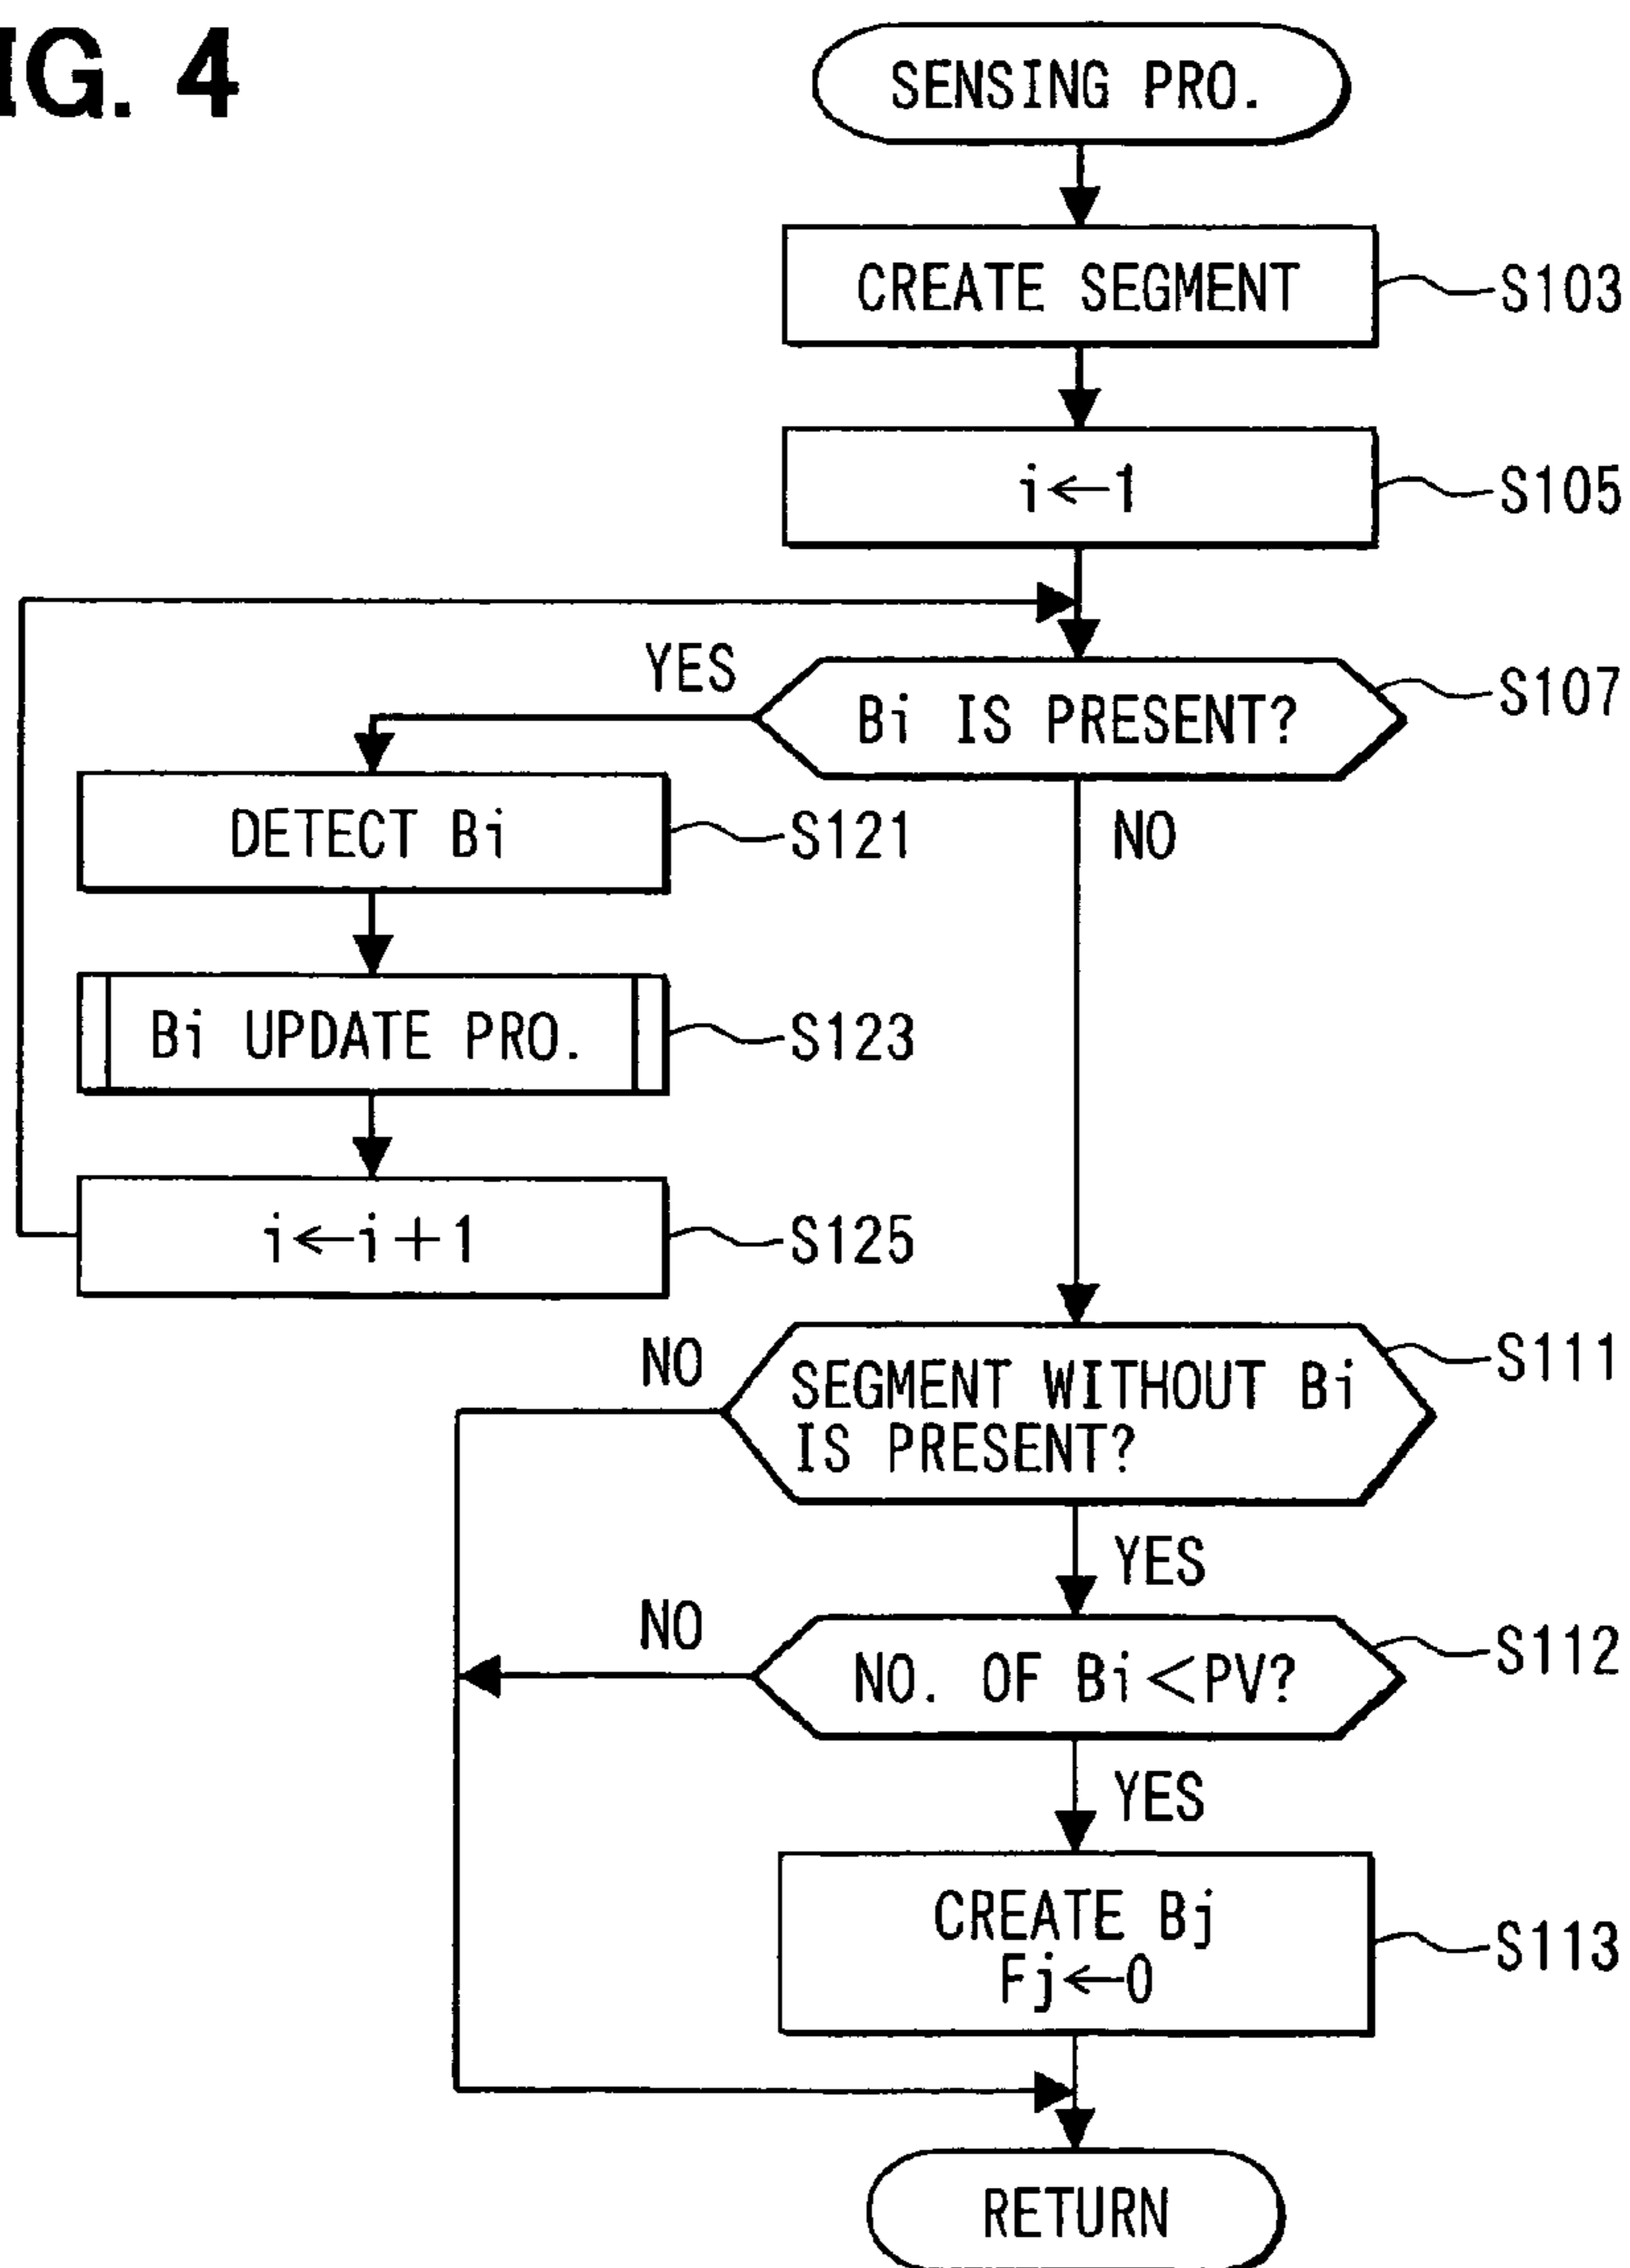 IG. 4
SENSING PRO.
CREATE SEGMENT
S103
i←1
S105
YES
Bi IS PRESENT?
S107
DETECT Bi
S121
NO
Bi UPDATE PRO.
S123
i←i+1
S125
NO
SEGMENT WITHOUT Bi
IS PRESENT?
S111
YES
NO
NO. OF Bi<PV?
S112
YES
CREATE Bj
Fj←0
S113
RETURN